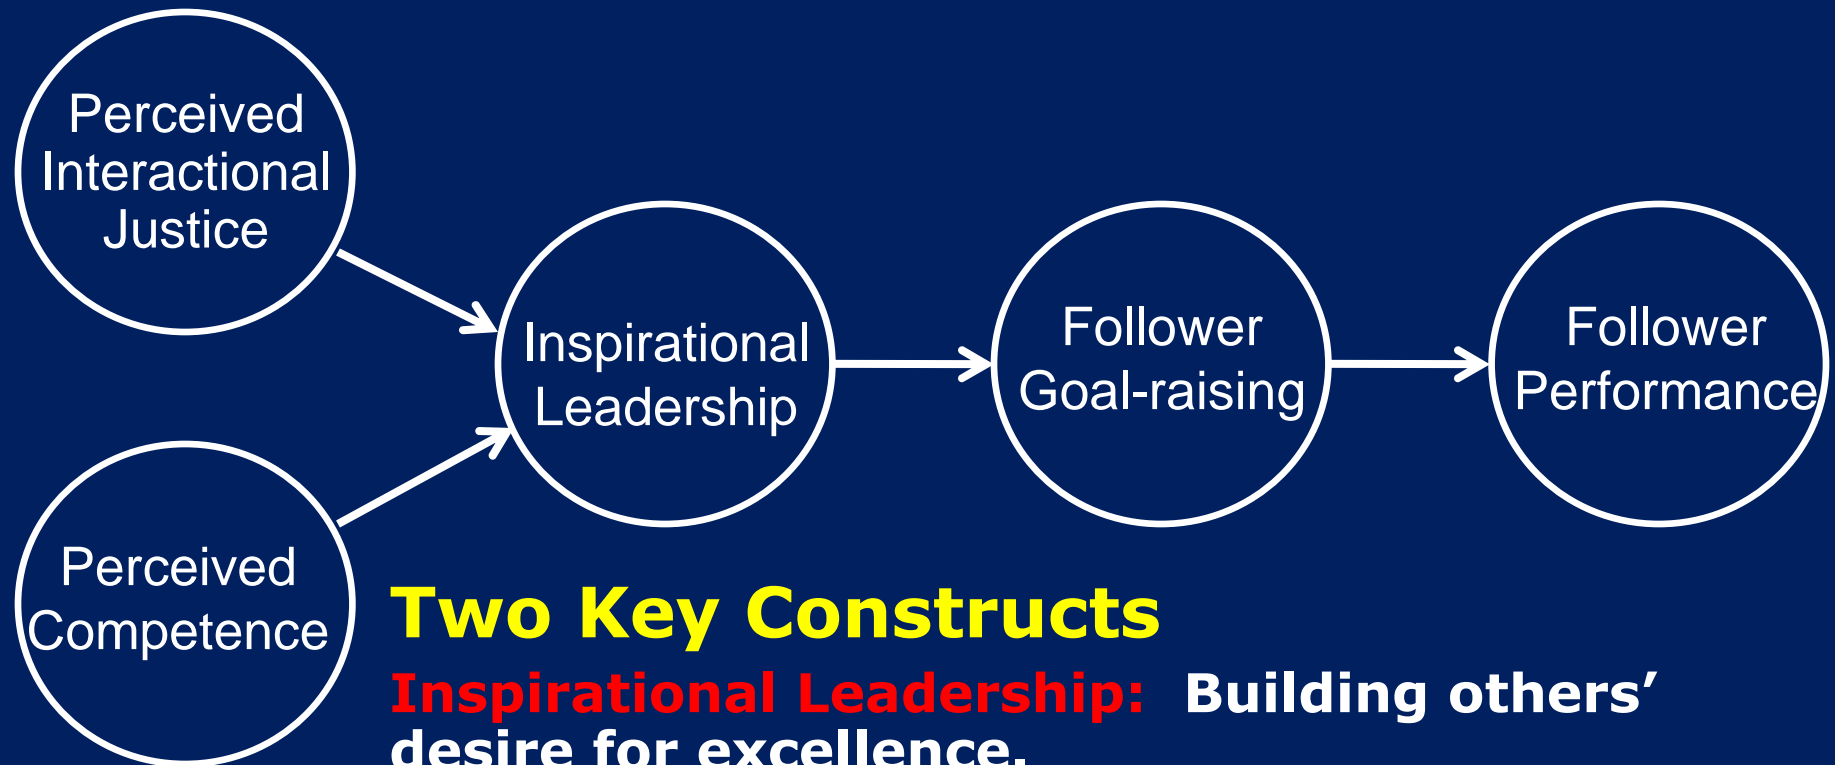 Perceived
Interactional
Justice
Inspirational
Leadership
Follower
Goal-raising
Follower
Performance
Perceived
Competence
Two Key Constructs
Inspirational Leadership: Building others’
desire for excellence.